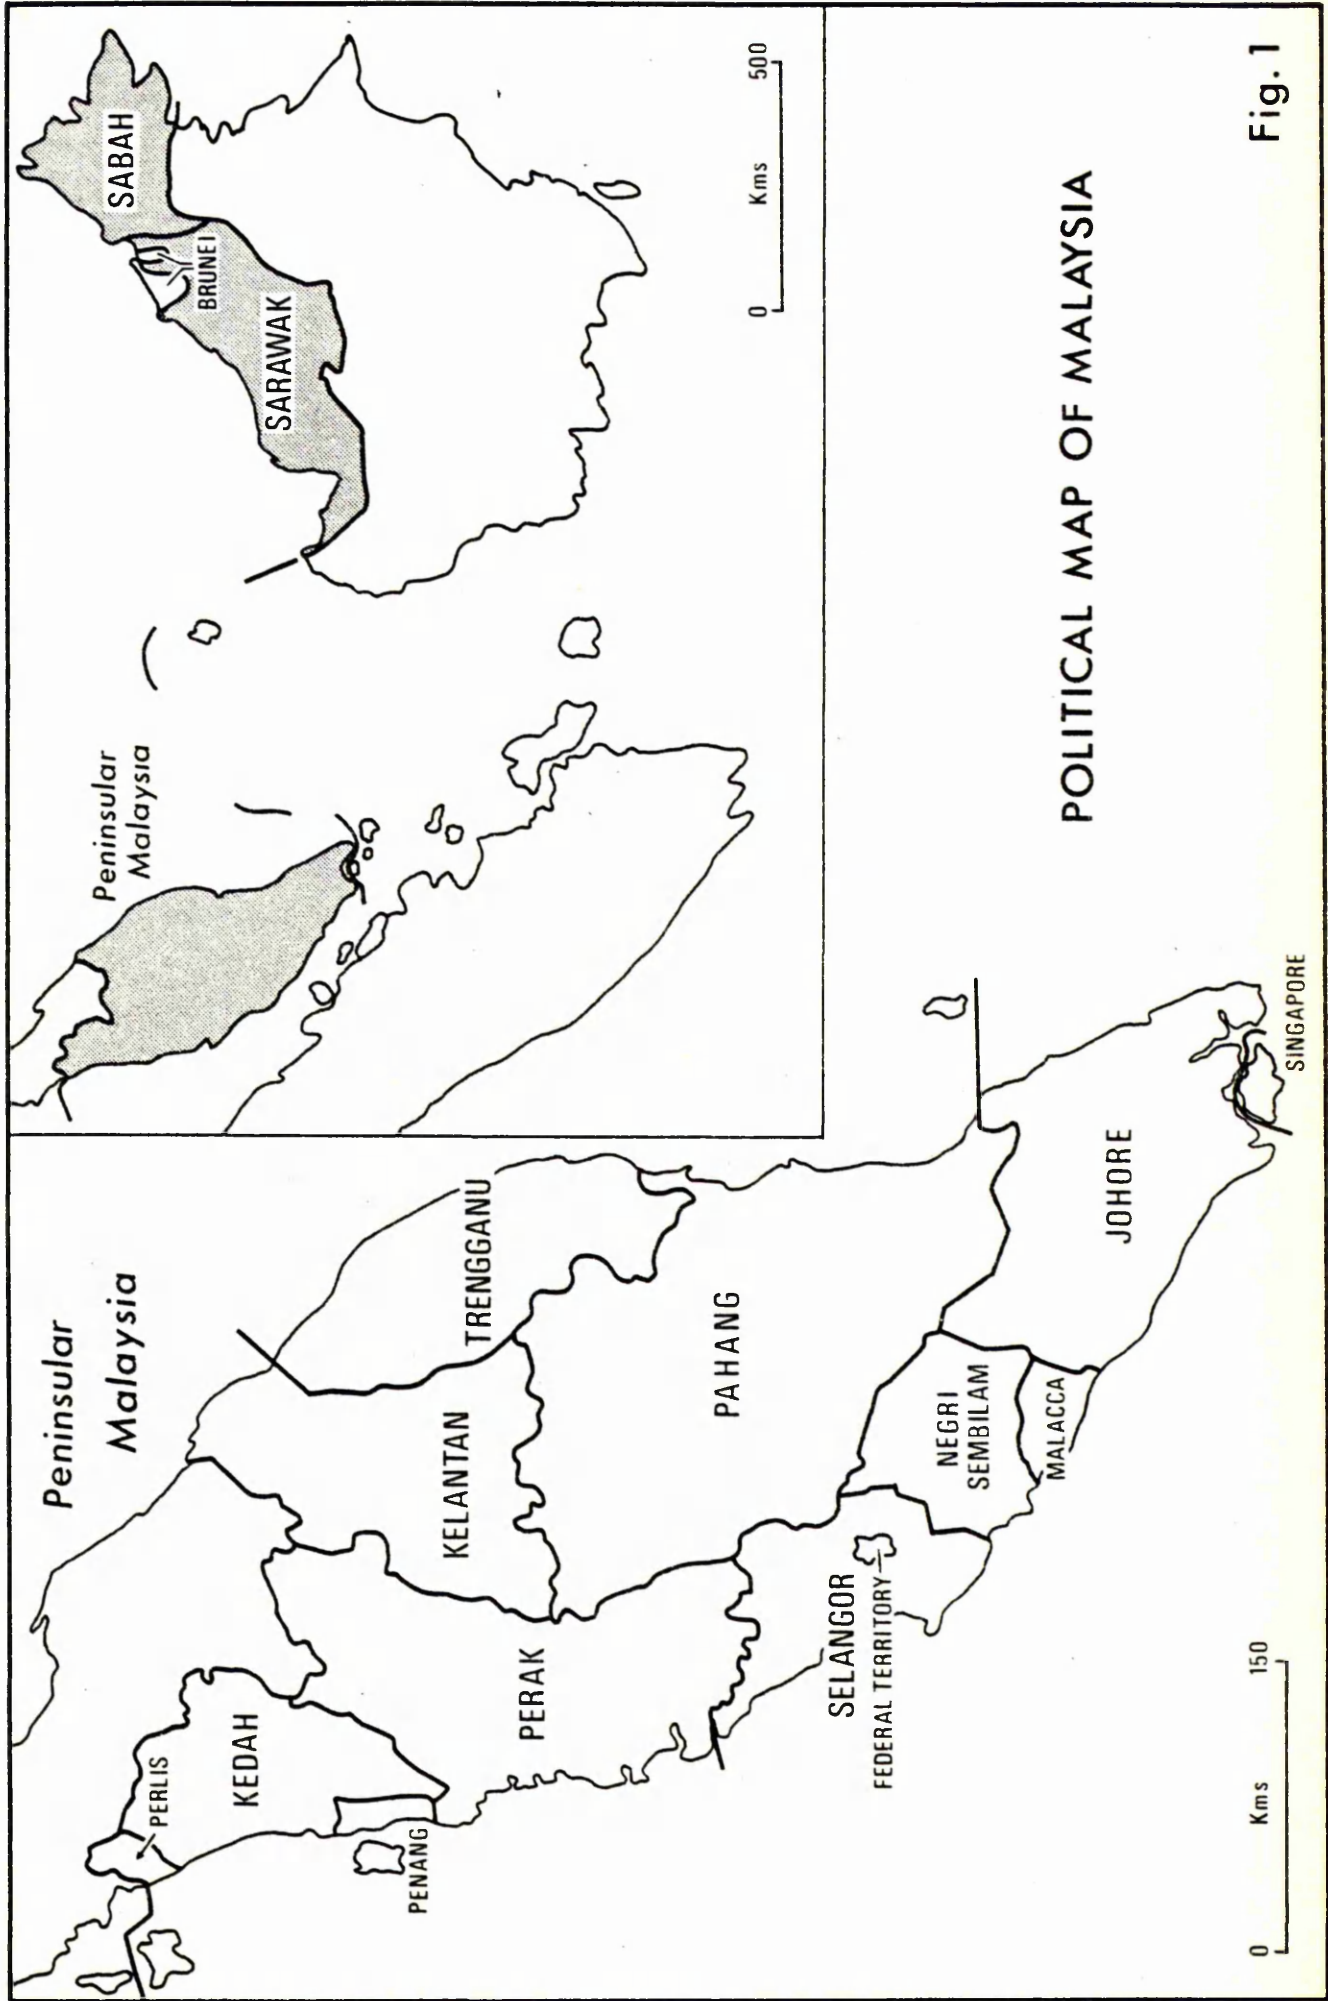 Peninsular
Malaysia
PERLIS
KEDAH
PENANG
PERAK
KELANTAN
TRENGGANU
PAHANG
SELANGOR
FEDERAL TERRITORY
NEGRI
SEMBILAM
MALACCA
JOHORE
SINGAPORE
0 Kms 150
Peninsular
Malaysia
SABAH
BRUNEI
SARAWAK
0 Kms 500
POLITICAL MAP OF MALAYSIA
Fig. 1